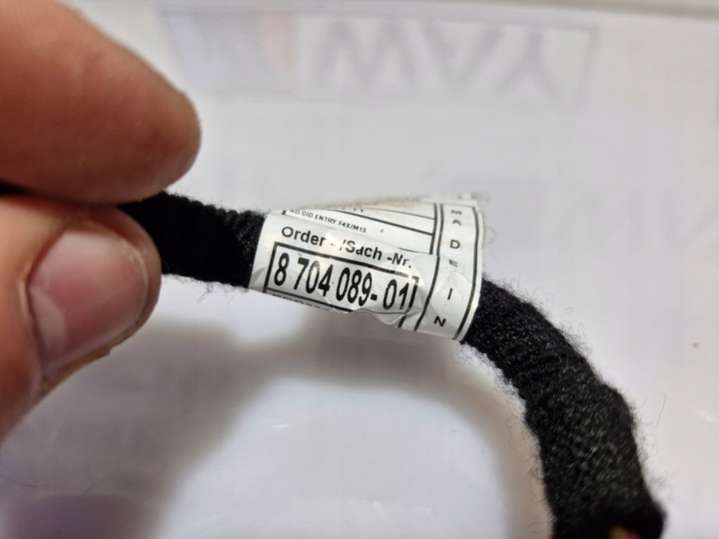 ENTRY F4X/M13
Order - /Sach -Nr.
8 704 089- 01
MADE IN